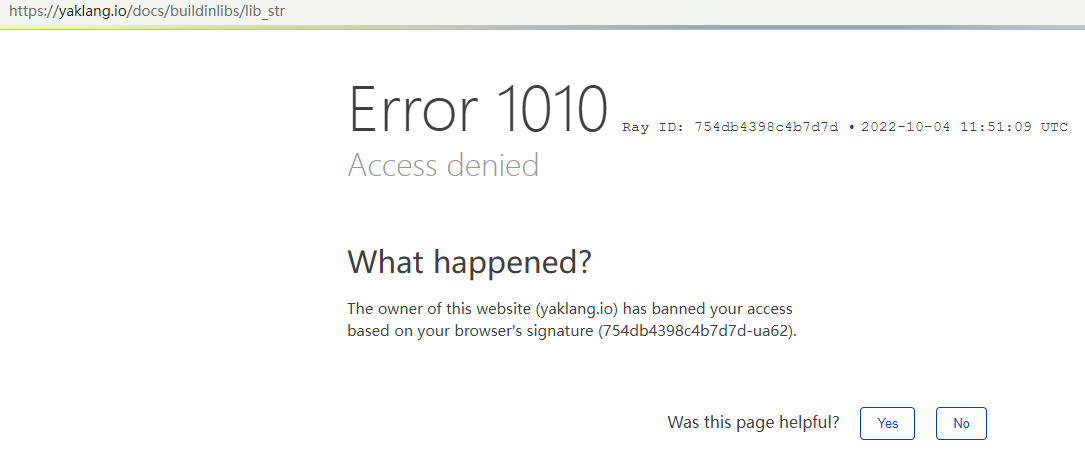 https://yaklang.io/docs/buildinlibs/lib_str
Error 1010 Ray ID: 754db4398c4b7d7d • 2022-10-04 11:51:09 UTC
Access denied
What happened?
The owner of this website (yaklang.io) has banned your access
based on your browser's signature (754db4398c4b7d7d-ua62).
Was this page helpful? Yes No